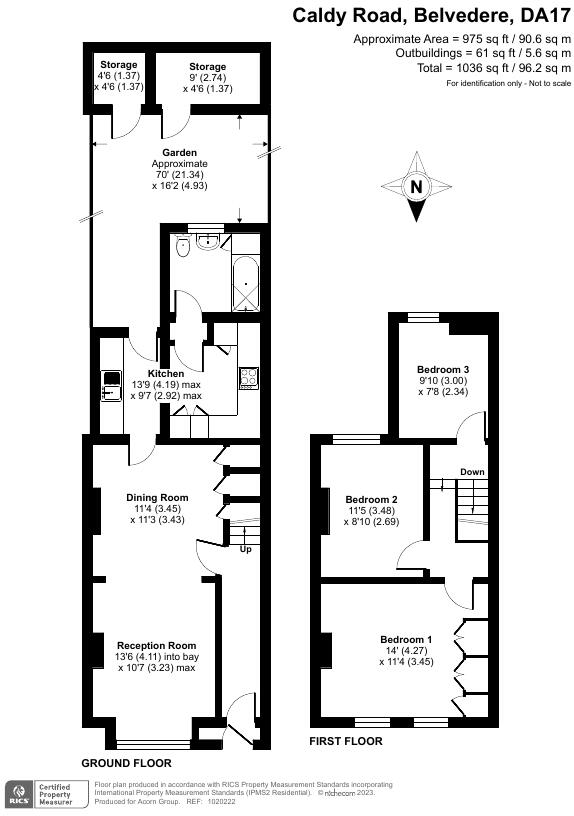 Caldy Road, Belvedere, DA17
Approximate Area = 975 sq ft / 90.6 sq m
Outbuildings = 61 sq ft / 5.6 sq m
Total = 1036 sq ft / 96.2 sq m
For identification only - Not to scale
Storage
4'6 (1.37)
x 4'6 (1.37)
Storage
9' (2.74)
x 4'6 (1.37)
Garden
Approximate
70' (21.34)
x 16'2 (4.93)
N
Kitchen
13'9 (4.19) max
x 9'7 (2.92) max
Bedroom 3
9'10 (3.00)
x 7'8 (2.34)
Dining Room
11'4 (3.45)
x 11'3 (3.43)
Up
Bedroom 2
11'5 (3.48)
x 8'10 (2.69)
Down
Reception Room
13'6 (4.11) into bay
x 10'7 (3.23) max
Bedroom 1
14' (4.27)
x 11'4 (3.45)
GROUND FLOOR
FIRST FLOOR
RICS
Certified
Property
Measurer
Floor plan produced in accordance with RICS Property Measurement Standards incorporating
International Property Measurement Standards (IPMS2 Residential). © nichecom 2023.
Produced for Acorn Group. REF: 1020222